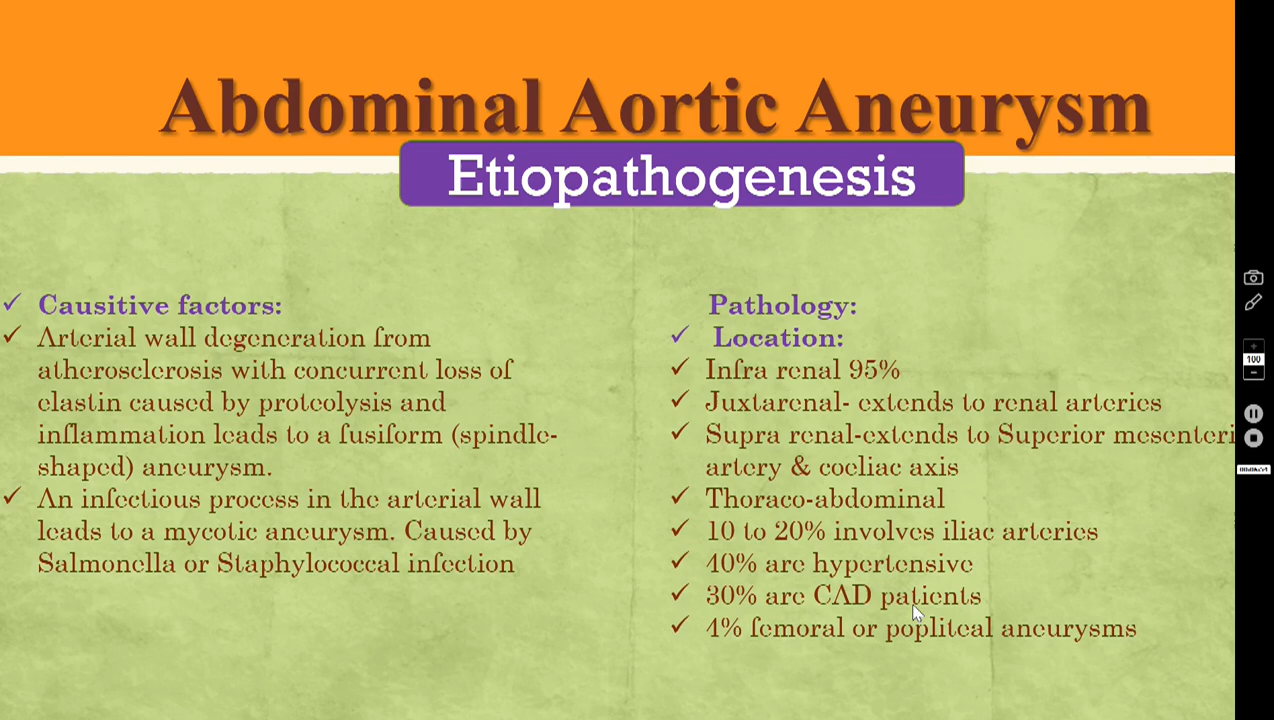 Abdominal Aortic Aneurysm
Etiopathogenesis
Causitive factors:
Arterial wall degeneration from
atherosclerosis with concurrent loss of
elastin caused by proteolysis and
inflammation leads to a fusiform (spindle-
shaped) aneurysm.
An infectious process in the arterial wall
leads to a mycotic aneurysm. Caused by
Salmonella or Staphylococcal infection
Pathology:
Location:
Infra renal 95%
Juxtarenal- extends to renal arteries
Supra renal-extends to Superior mesenteri
artery & coeliac axis
Thoraco-abdominal
10 to 20% involves iliac arteries
40% are hypertensive
30% are CAD patients
4% femoral or popliteal aneurysms
100